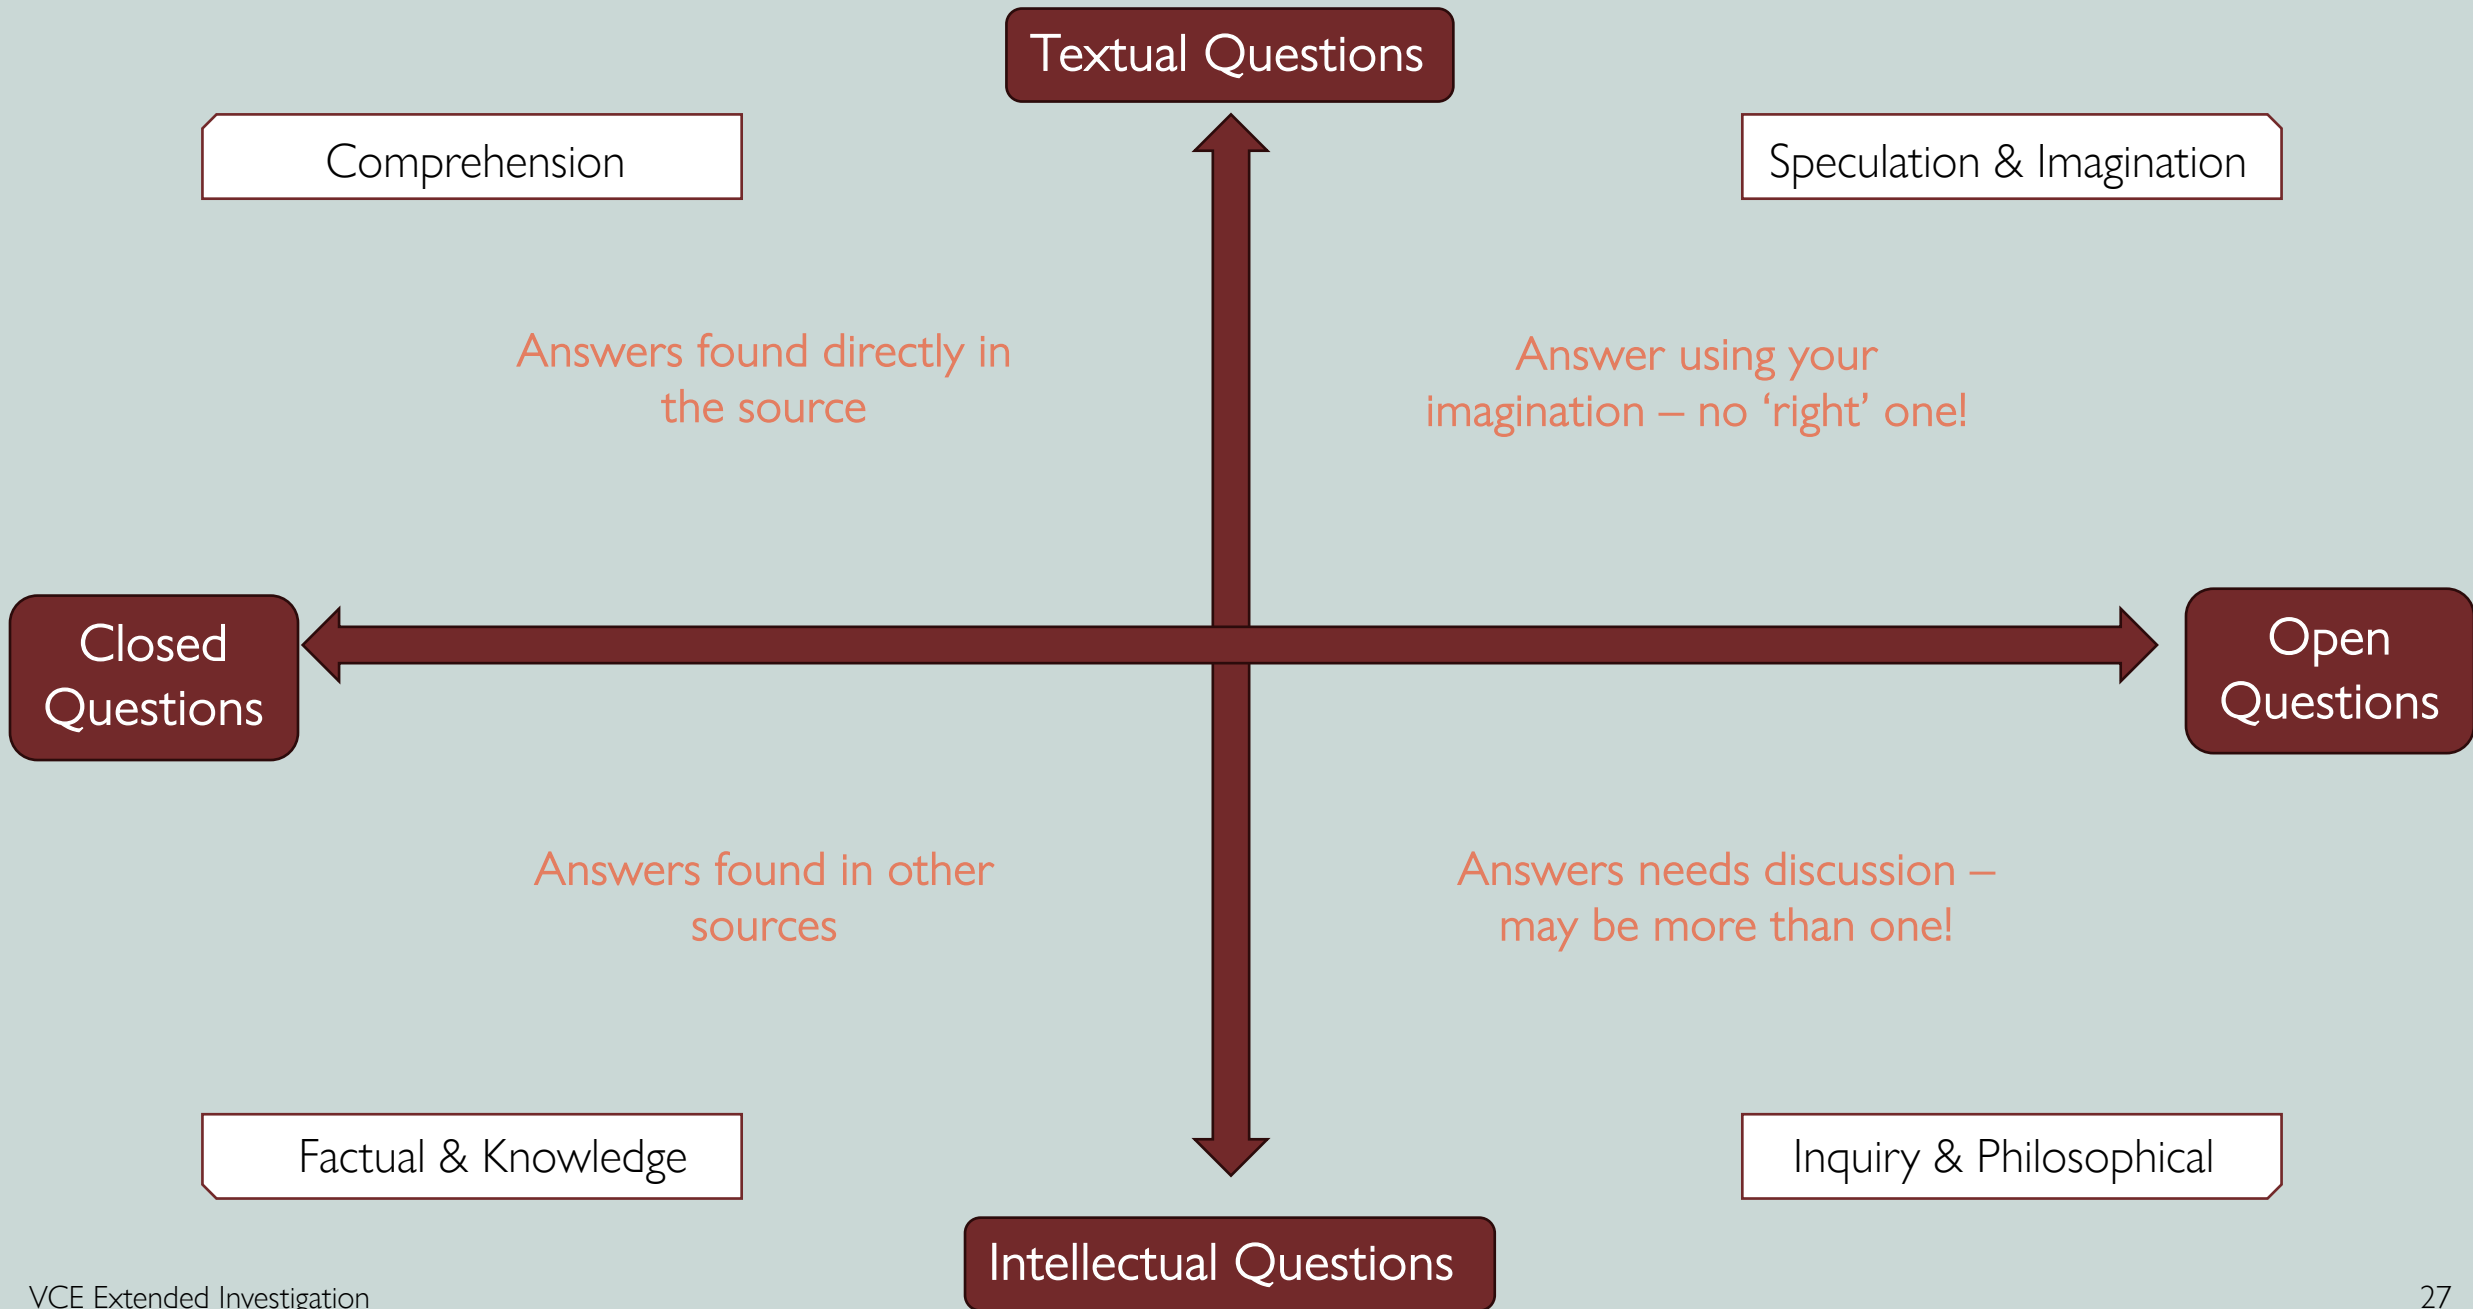 Textual Questions
Comprehension
Speculation & Imagination
Answers found directly in
the source
Answer using your
imagination – no ‘right’ one!
Closed
Questions
Open
Questions
Answers found in other
sources
Answers needs discussion –
may be more than one!
Factual & Knowledge
Inquiry & Philosophical
Intellectual Questions
VCE Extended Investigation
27